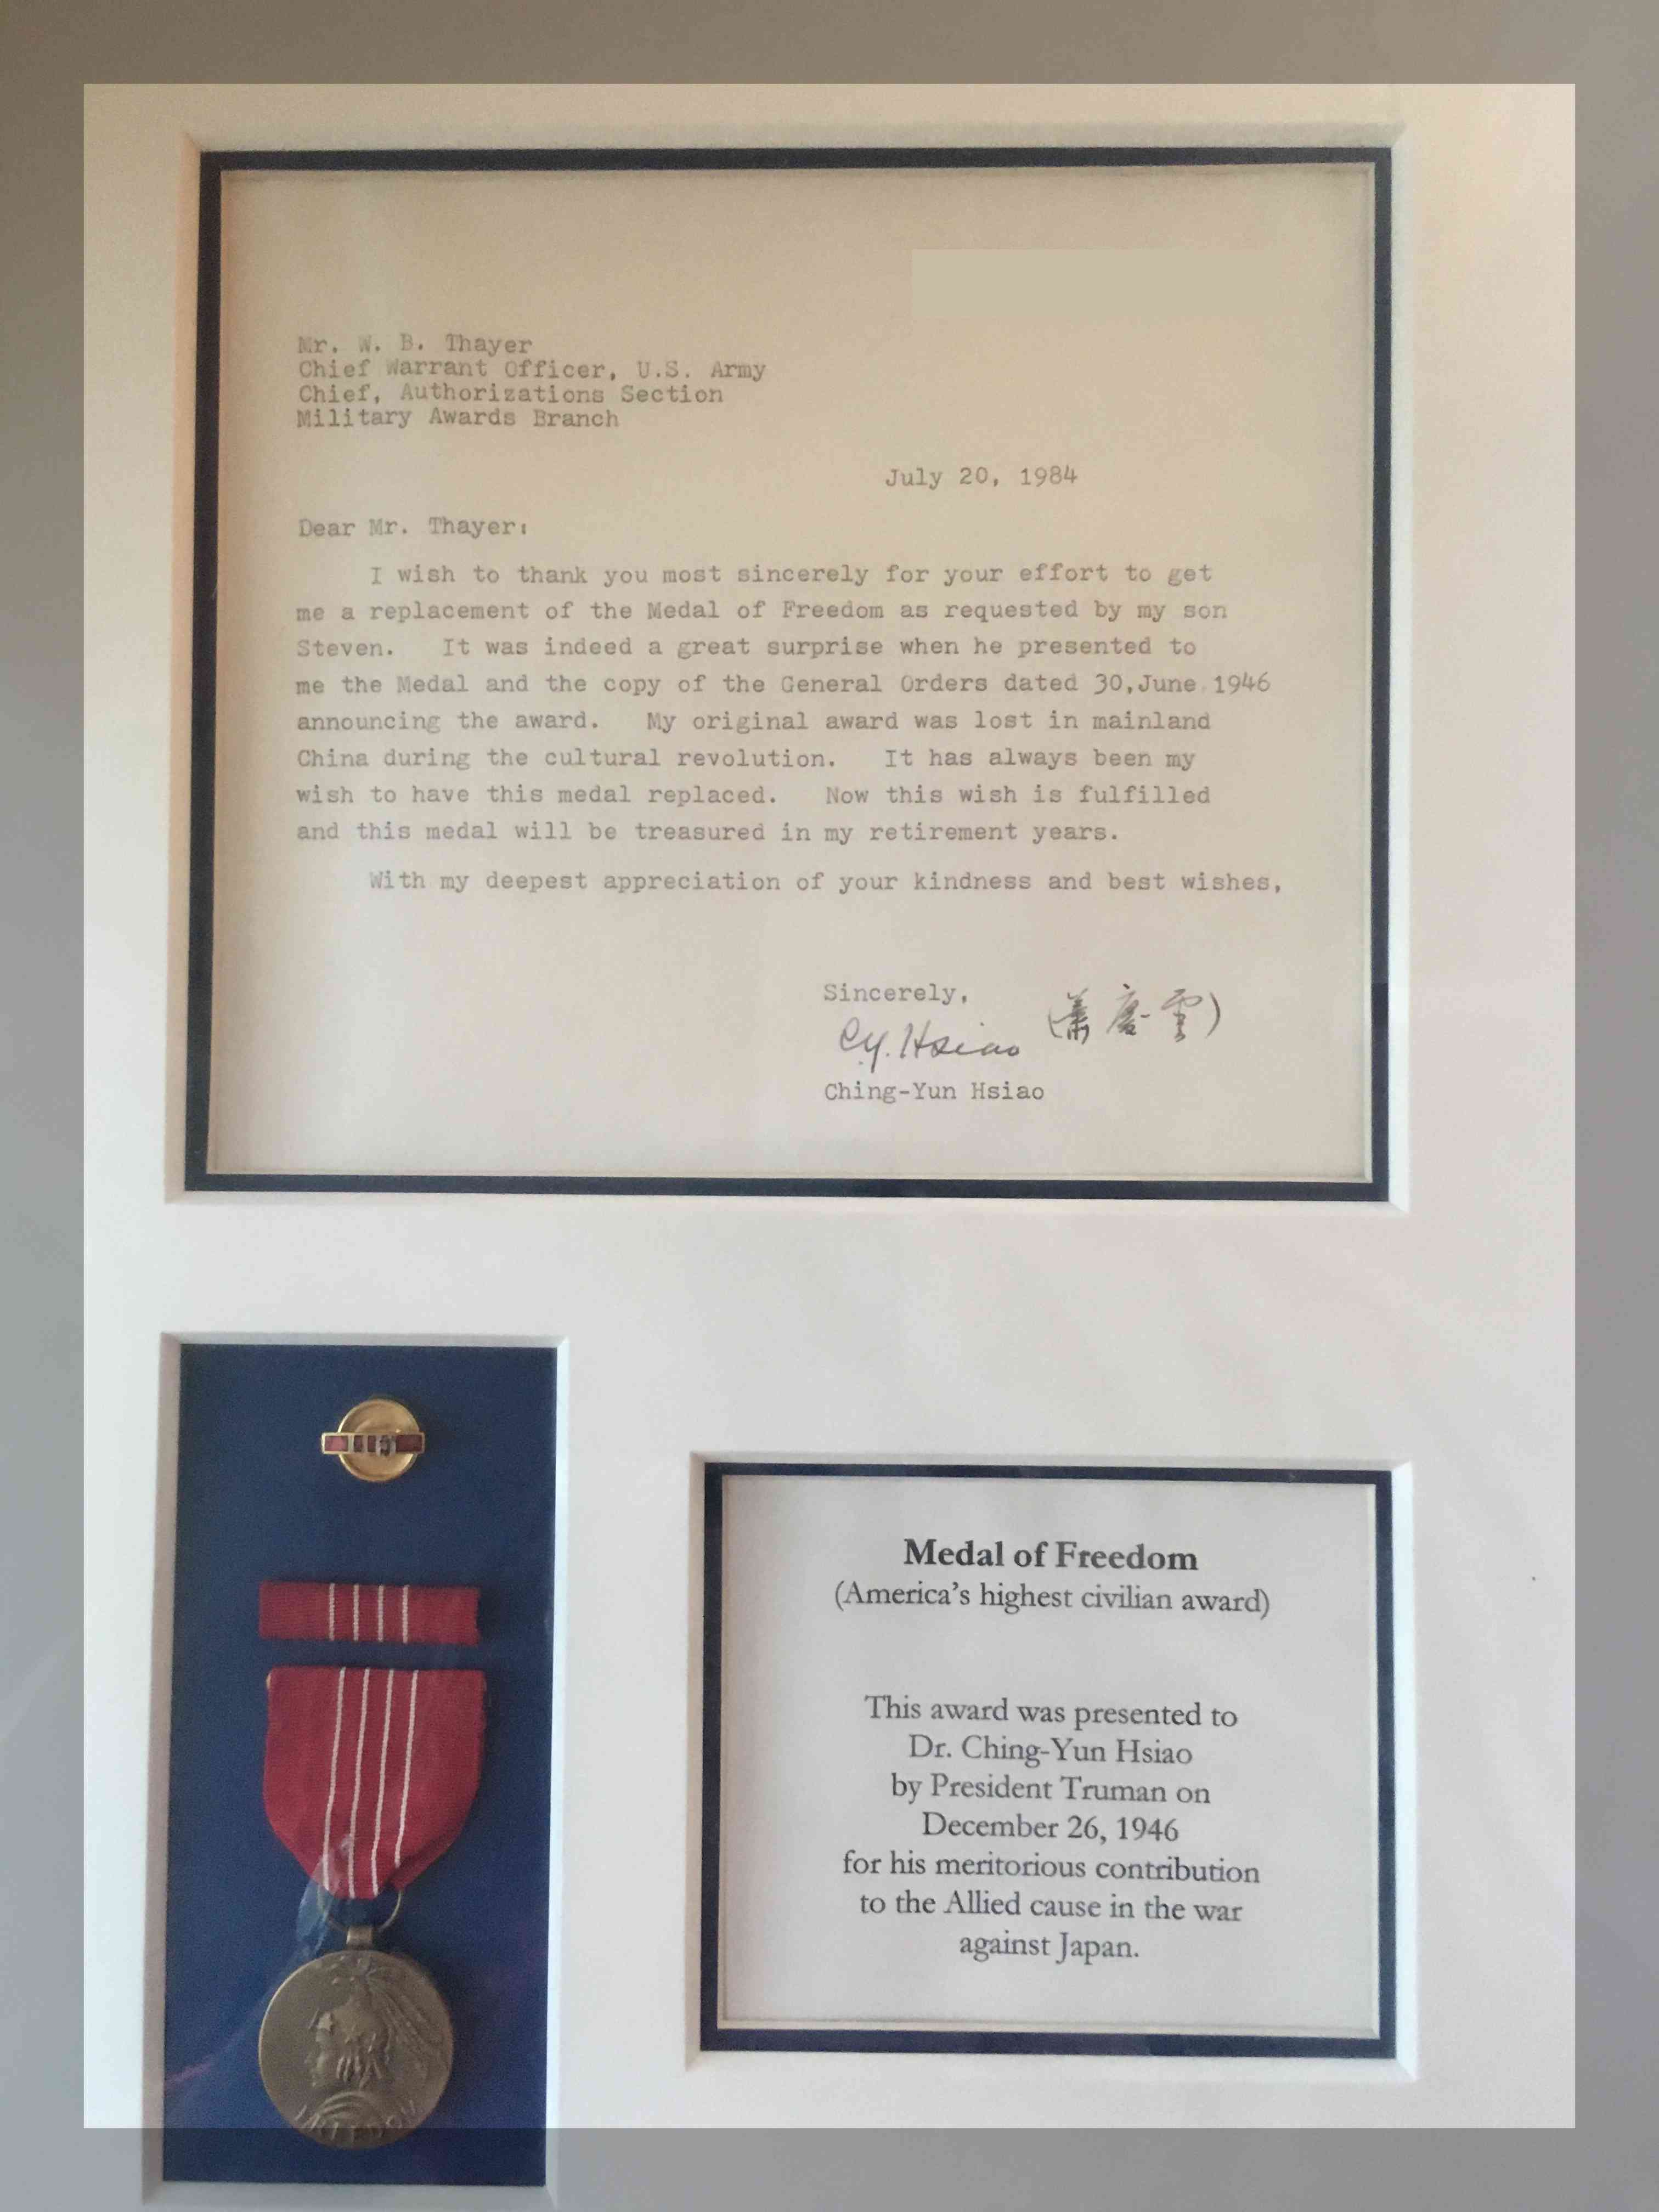 Mr. W. B. Thayer
Chief Warrant Officer, U.S. Army
Chief, Authorizations Section
Military Awards Branch
July 20, 1984
Dear Mr. Thayer:
I wish to thank you most sincerely for your effort to get
me a replacement of the Medal of Freedom as requested by my son
Steven. It was indeed a great surprise when he presented to
me the Medal and the copy of the General Orders dated 30,June 1946
announcing the award. My original award was lost in mainland
China during the cultural revolution. It has always been my
wish to have this medal replaced. Now this wish is fulfilled
and this medal will be treasured in my retirement years.
With my deepest appreciation of your kindness and best wishes,
Sincerely,
C.Y. Hsiao (蕭慶雲)
Ching-Yun Hsiao
Medal of Freedom
(America's highest civilian award)
This award was presented to
Dr. Ching-Yun Hsiao
by President Truman on
December 26, 1946
for his meritorious contribution
to the Allied cause in the war
against Japan.
FREEDOM